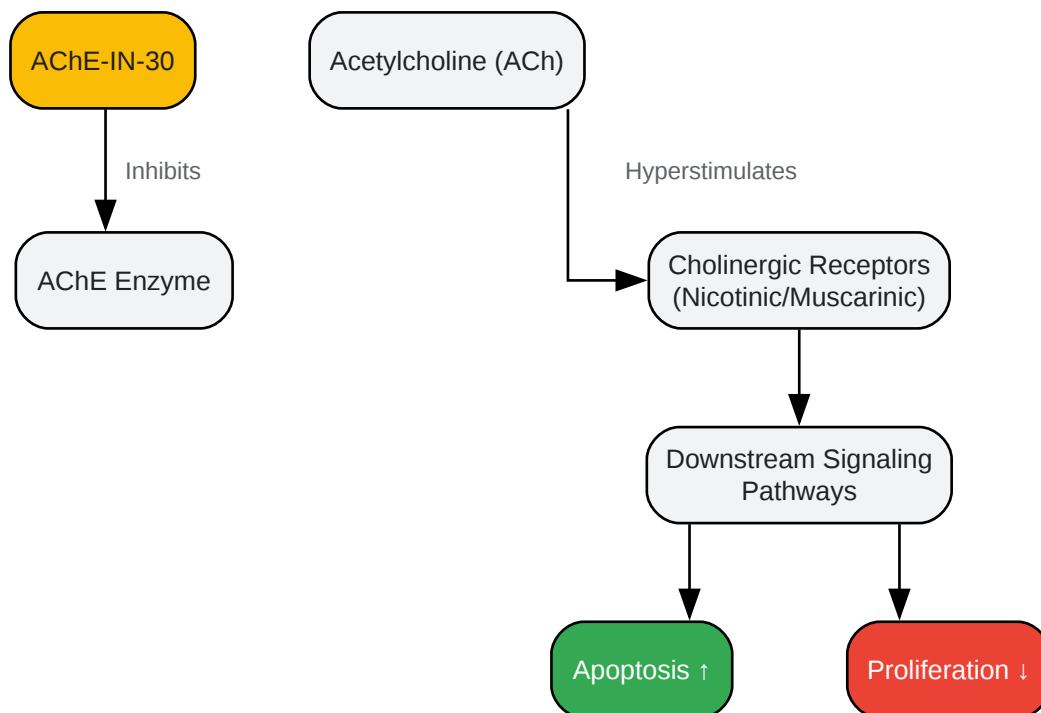 AChE-IN-30
Acetylcholine (ACh)
Inhibits
Hyperstimulates
AChE Enzyme
Cholinergic Receptors
(Nicotinic/Muscarinic)
Downstream Signaling
Pathways
Apoptosis ↑
Proliferation ↓